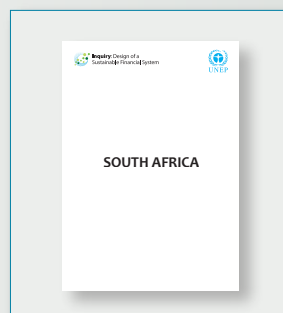 Inquiry: Design of a
Sustainable Financial System
UNEP
SOUTH AFRICA